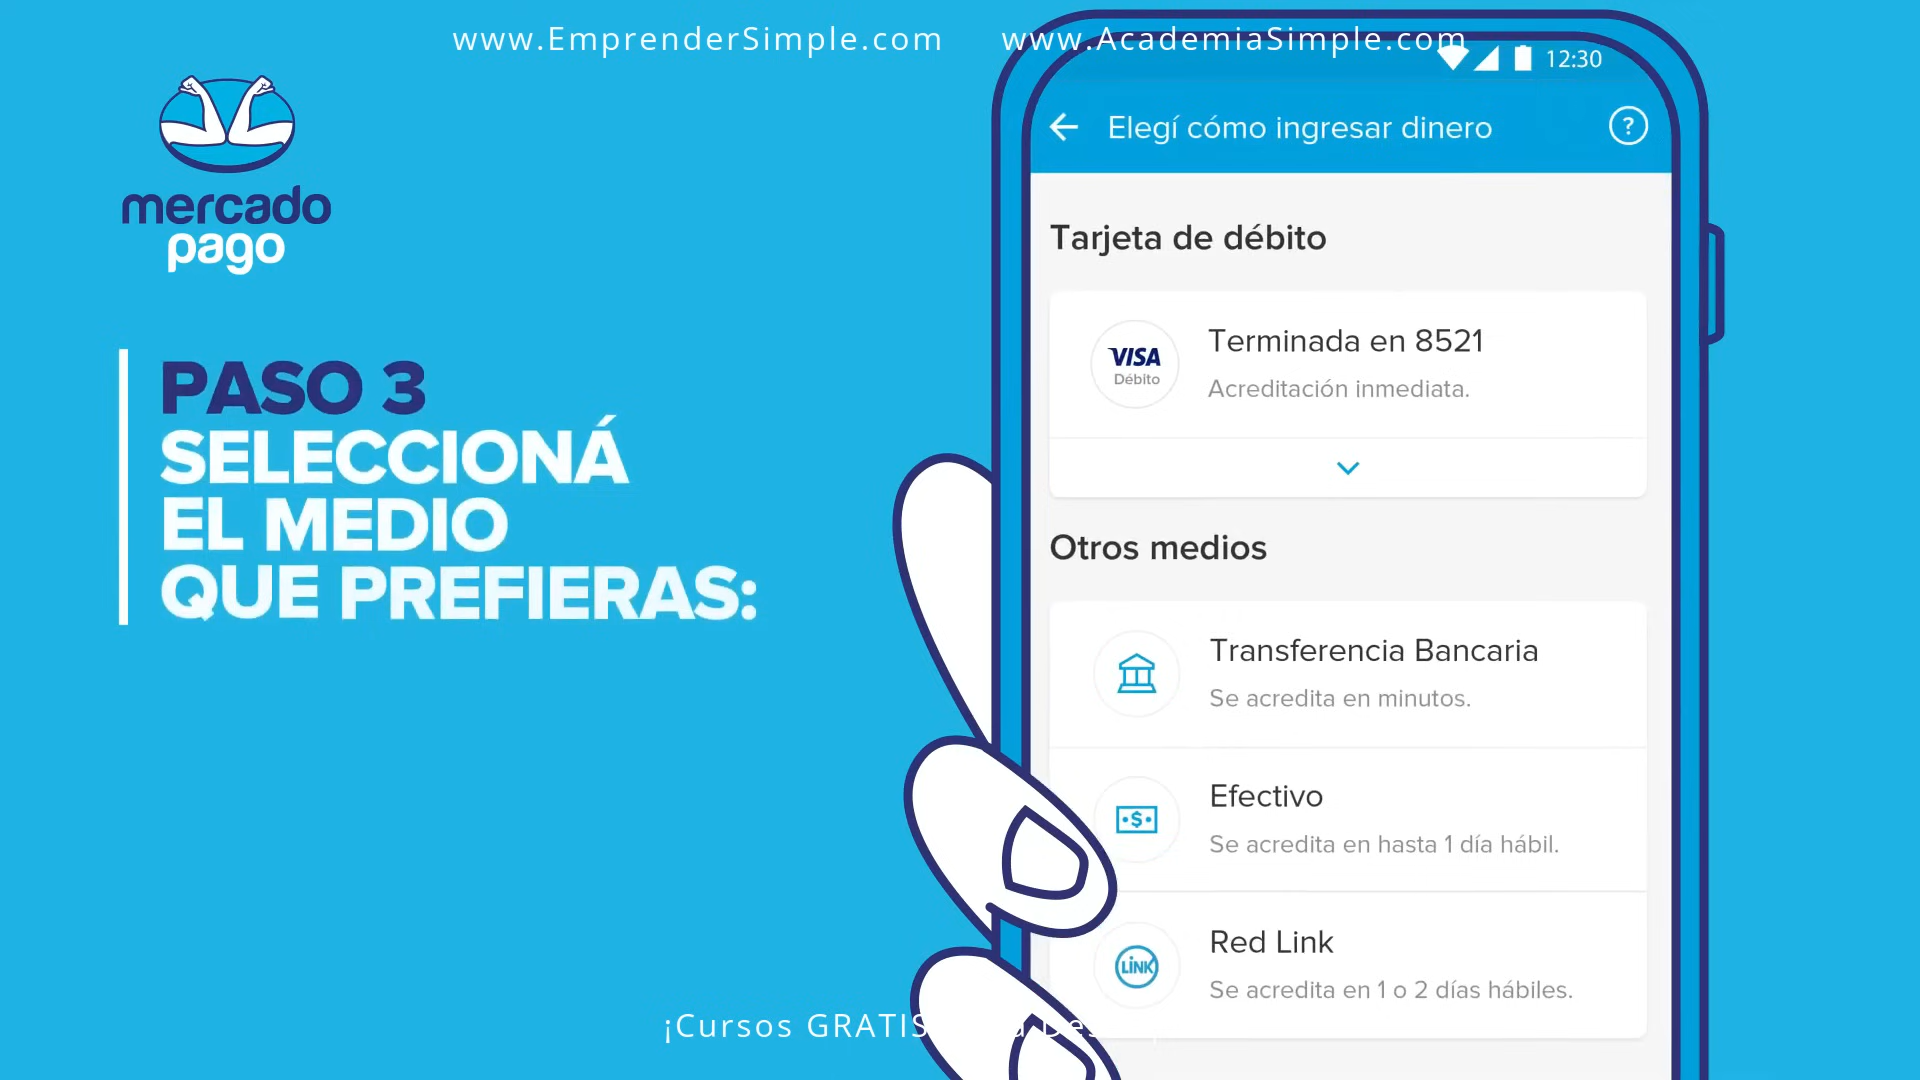 www.EmprenderSimple.com www.AcademiaSimple.com
12:30
mercado
pago
Elegí cómo ingresar dinero
?
PASO 3
SELECCIONÁ
EL MEDIO
QUE PREFIERAS:
Tarjeta de débito
VISA
Débito
Terminada en 8521
Acreditación inmediata.
Otros medios
Transferencia Bancaria
Se acredita en minutos.
Efectivo
$
Se acredita en hasta 1 día hábil.
Red Link
LINK
Se acredita en 1 o 2 días hábiles.
¡Cursos GRATIS